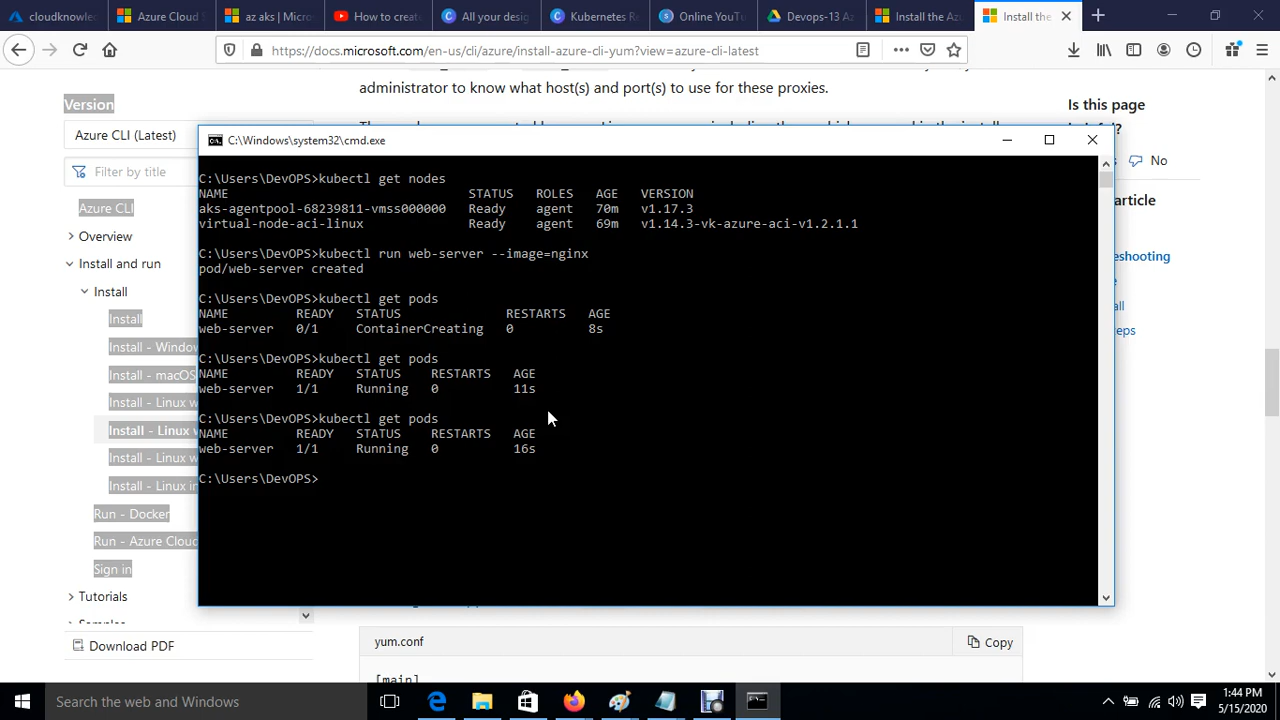 cloudknowle
Azure Cloud S
az aks | Micros
How to creat
All your desig
Kubernetes Re
Online YouTu
Devops-13 Az
Install the Az
Install the
https://docs.microsoft.com/en-us/cli/azure/install-azure-cli-yum?view=azure-cli-latest
administrator to know what host(s) and port(s) to use for these proxies.
Version
Azure CLI (Latest)
Filter by title
Azure CLI
Overview
Install and run
Install
Install
Install - Window
Install - macOS
Install - Linux w
Install - Linux w
Install - Linux w
Install - Linux in
Run - Docker
Run - Azure Clou
Sign in
Tutorials
Download PDF
C:\Windows\system32\cmd.exe
C:\Users\DevOPS>kubectl get nodes
NAME STATUS ROLES AGE VERSION
aks-agentpool-68239811-vmss000000 Ready agent 70m v1.17.3
virtual-node-aci-linux Ready agent 69m v1.14.3-vk-azure-aci-v1.2.1.1
C:\Users\DevOPS>kubectl run web-server --image=nginx
pod/web-server created
C:\Users\DevOPS>kubectl get pods
NAME READY STATUS RESTARTS AGE
web-server 0/1 ContainerCreating 0 8s
C:\Users\DevOPS>kubectl get pods
NAME READY STATUS RESTARTS AGE
web-server 1/1 Running 0 11s
C:\Users\DevOPS>kubectl get pods
NAME READY STATUS RESTARTS AGE
web-server 1/1 Running 0 16s
C:\Users\DevOPS>
Is this page
No
article
eshooting
eps
yum.conf
Copy
[main]
Search the web and Windows
1:44 PM
5/15/2020